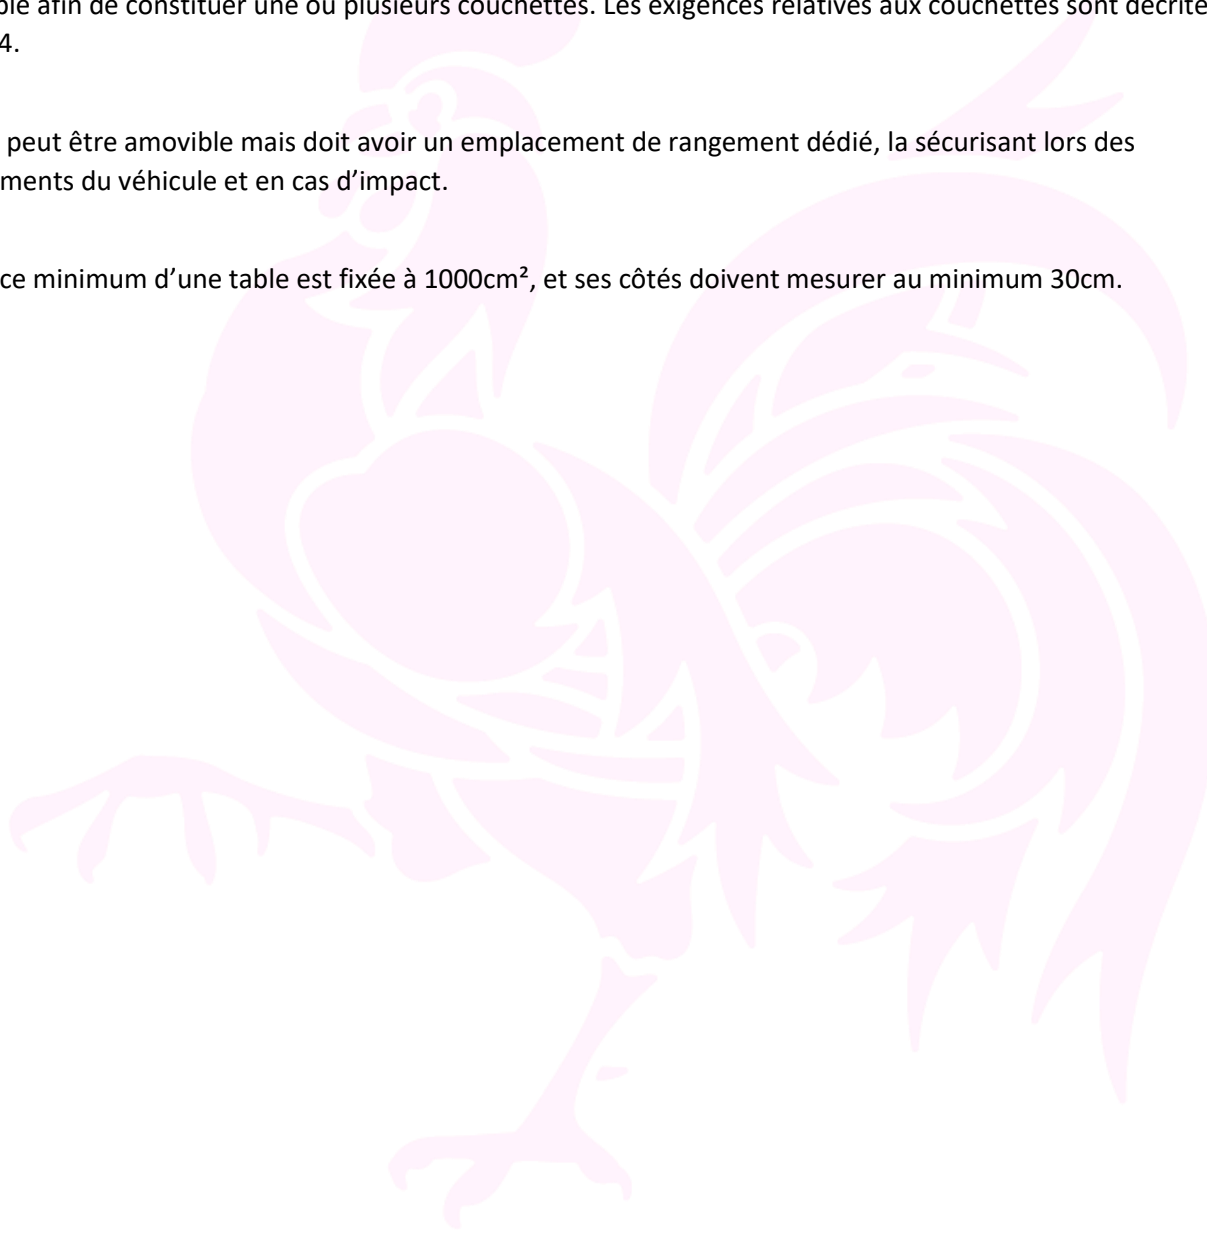 afin de constituer une ou plusieurs couchettes. Les exigences relatives aux couchettes sont décrite
4.
peut être amovible mais doit avoir un emplacement de rangement dédié, la sécurisant lors des
ments du véhicule et en cas d’impact.
ce minimum d’une table est fixée à 1000cm², et ses côtés doivent mesurer au minimum 30cm.